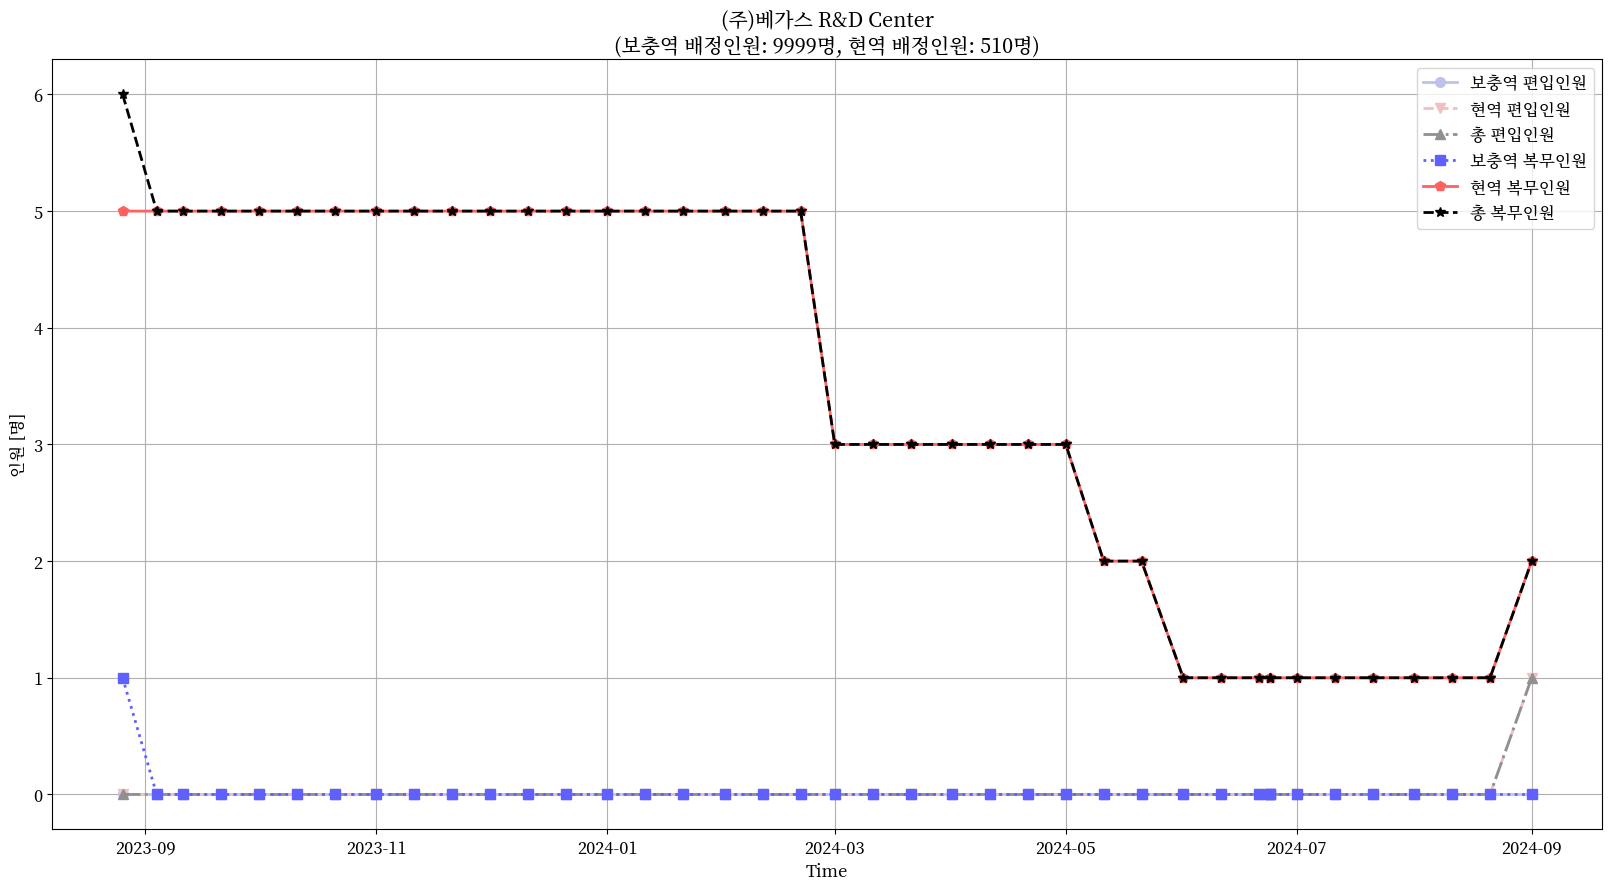 (주)베가스 R&D Center
(보충역 배정인원: 9999명, 현역 배정인원: 510명)
보충역 편입인원
현역 편입인원
총 편입인원
보충역 복무인원
현역 복무인원
총 복무인원
인원 [명]
6
5
4
3
2
1
0
2023-09
2023-11
2024-01
2024-03
2024-05
2024-07
2024-09
Time